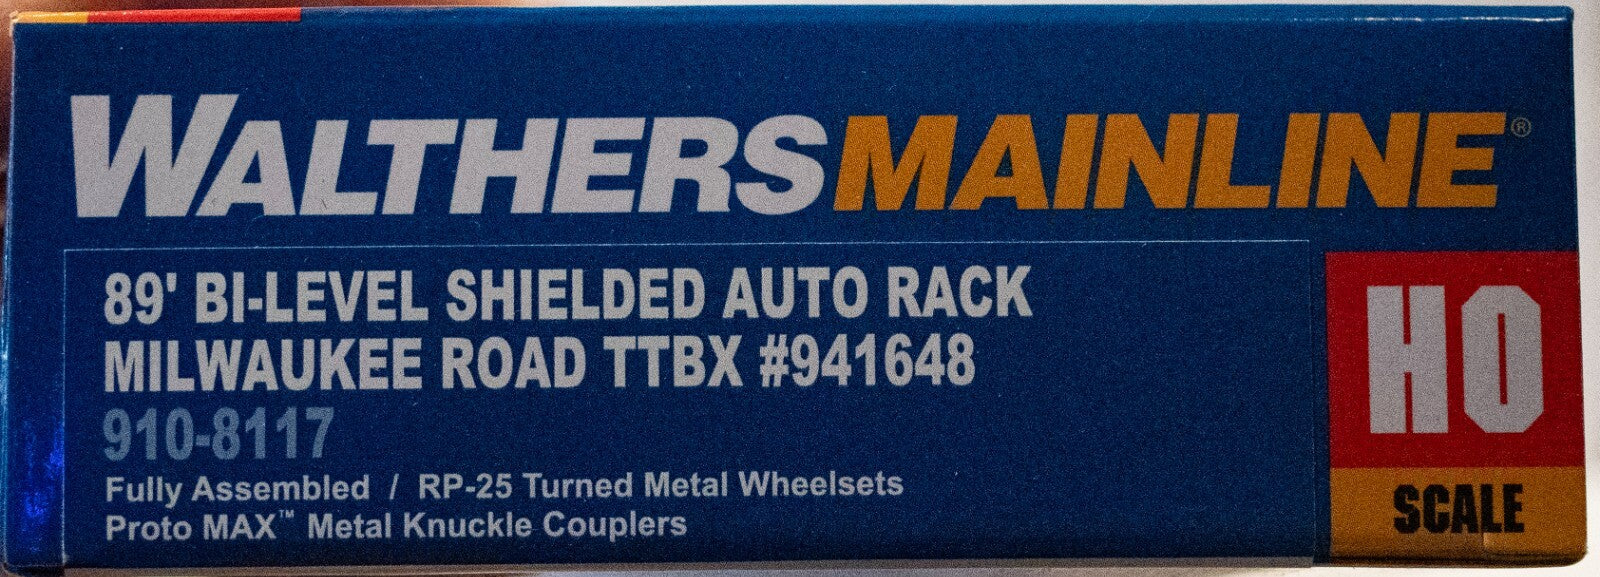 WALTHERSMAINLINE®
89' BI-LEVEL SHIELDED AUTO RACK
MILWAUKEE ROAD TTBX #941648
910-8117
Fully Assembled / RP-25 Turned Metal Wheelsets
Proto MAX™ Metal Knuckle Couplers
HO
SCALE